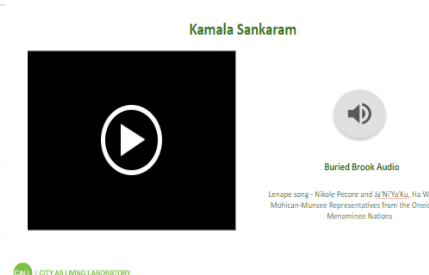 Kamala Sankaram
Buried Brook Audio
Lenape song - Nikole Pecore and Ja'Ni'Ya'Ku, Ha W
Mohican-Munsee Representatives from the Oneid
Menominee Nations
CALL // CITY AS LIVING LABORATORY